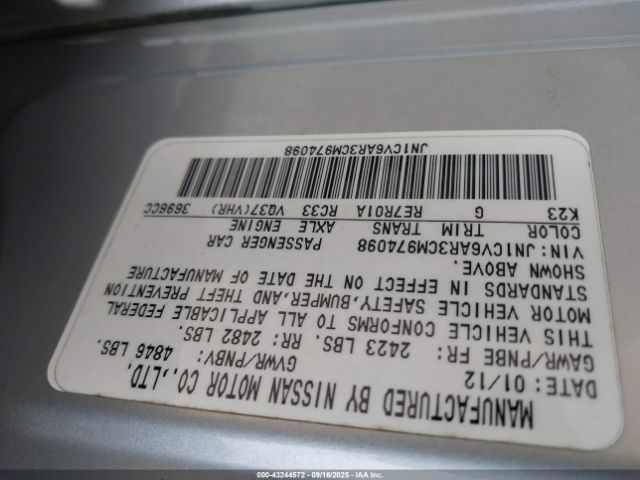 MANUFACTURED BY NISSAN MOTOR CO.,LTD.
DATE: 01/12 GVWR/PNBV: 4846 LBS.
GAWR/PNBE FR: 2423 LBS. RR: 2482 LBS.
THIS VEHICLE CONFORMS TO ALL APPLICABLE FEDERAL
MOTOR VEHICLE SAFETY,BUMPER,AND THEFT PREVENTION
STANDARDS IN EFFECT ON THE DATE OF MANUFACTURE
SHOWN ABOVE.
VIN:JN1CV6AR3CM974098 PASSENGER CAR
COLOR TRIM TRANS AXLE ENGINE
K23 G RE7R01A RC33 VQ37(VHR) 3696CC
JN1CV6AR3CM974098
000-43244572 09/16/2025 COPYRIGHT IAA, LLC.